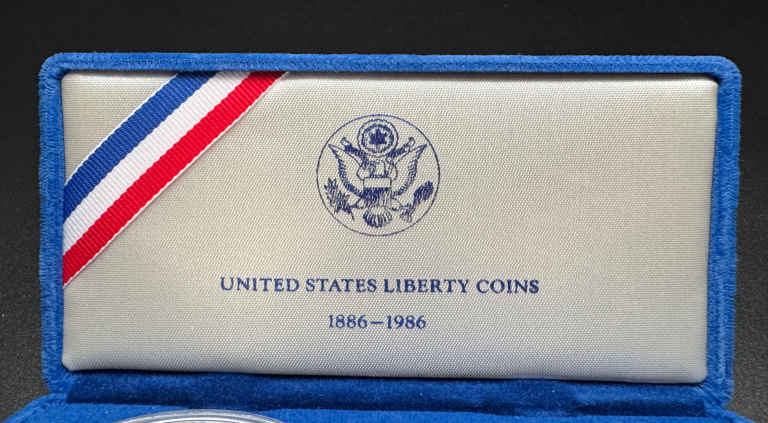 UNITED STATES LIBERTY COINS
1886–1986